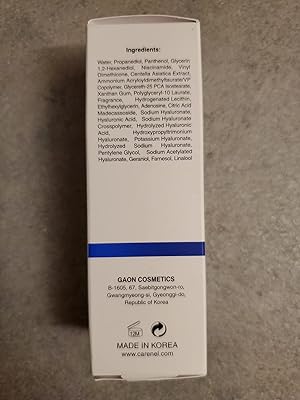 Ingredients:
Water, Propanediol, Panthenol, Glycerin
1,2-Hexanediol, Niacinamide, Vinyl
Dimethicone, Centella Asiatica Extract,
Ammonium Acryloyldimethyltaurate/VP
Copolymer, Glycereth-25 PCA Isostearate,
Xanthan Gum, Polyglyceryl-10 Laurate,
Fragrance, Hydrogenated Lecithin,
Ethylhexylglycerin, Adenosine, Citric Acid
Madecassoside, Sodium Hyaluronate,
Hyaluronic Acid, Sodium Hyaluronate
Crosspolymer, Hydrolyzed Hyaluronic
Acid, Hydroxypropyltrimonium
Hyaluronate, Potassium Hyaluronate,
Hydrolyzed Sodium Hyaluronate,
Pentylene Glycol, Sodium Acetylated
Hyaluronate, Geraniol, Farnesol, Linalool
GAON COSMETICS
B-1605, 67, Saebitgongwon-ro,
Gwangmyeong-si, Gyeonggi-do,
Republic of Korea
12M
MADE IN KOREA
www.carenel.com